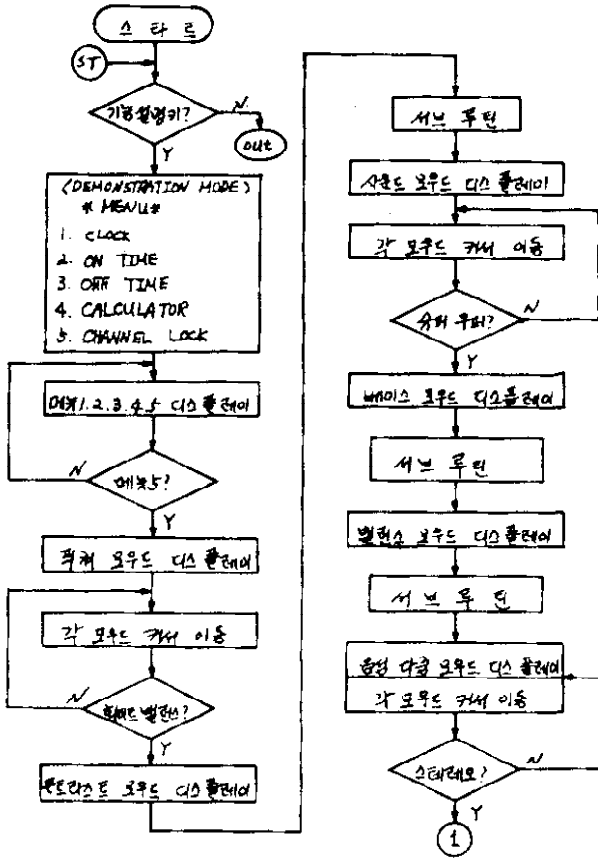 스 타 트
ST
기능설명키?
N
out
Y
(DEMONSTRATION MODE)
* MENU *
1. CLOCK
2. ON TIME
3. OFF TIME
4. CALCULATOR
5. CHANNEL LOCK
메뉴1.2.3.4.5 디스플레이
N
메뉴5?
Y
픽쳐 모우드 디스플레이
각 모우드 커서 이동
N
화이트밸런스?
Y
콘트라스트 모우드 디스플레이
서브 루틴
사운드 모우드 디스플레이
각 모우드 커서 이동
슈퍼 우퍼?
N
Y
베이스 모우드 디스플레이
서브 루틴
밸런스 모우드 디스플레이
서브 루틴
음성 다중 모우드 디스플레이
각 모우드 커서 이동
스테레오?
N
Y
1